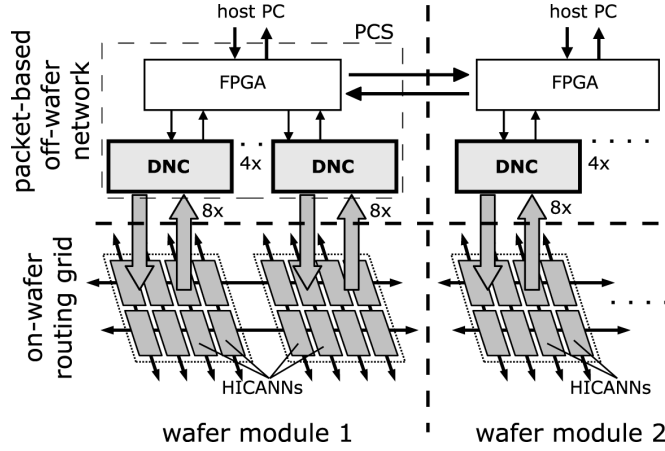 host PC
host PC
PCS
FPGA
FPGA
packet-based
off-wafer
network
DNC
4x
DNC
DNC
4x
8x
8x
8x
on-wafer
routing grid
HICANNs
HICANNs
wafer module 1
wafer module 2